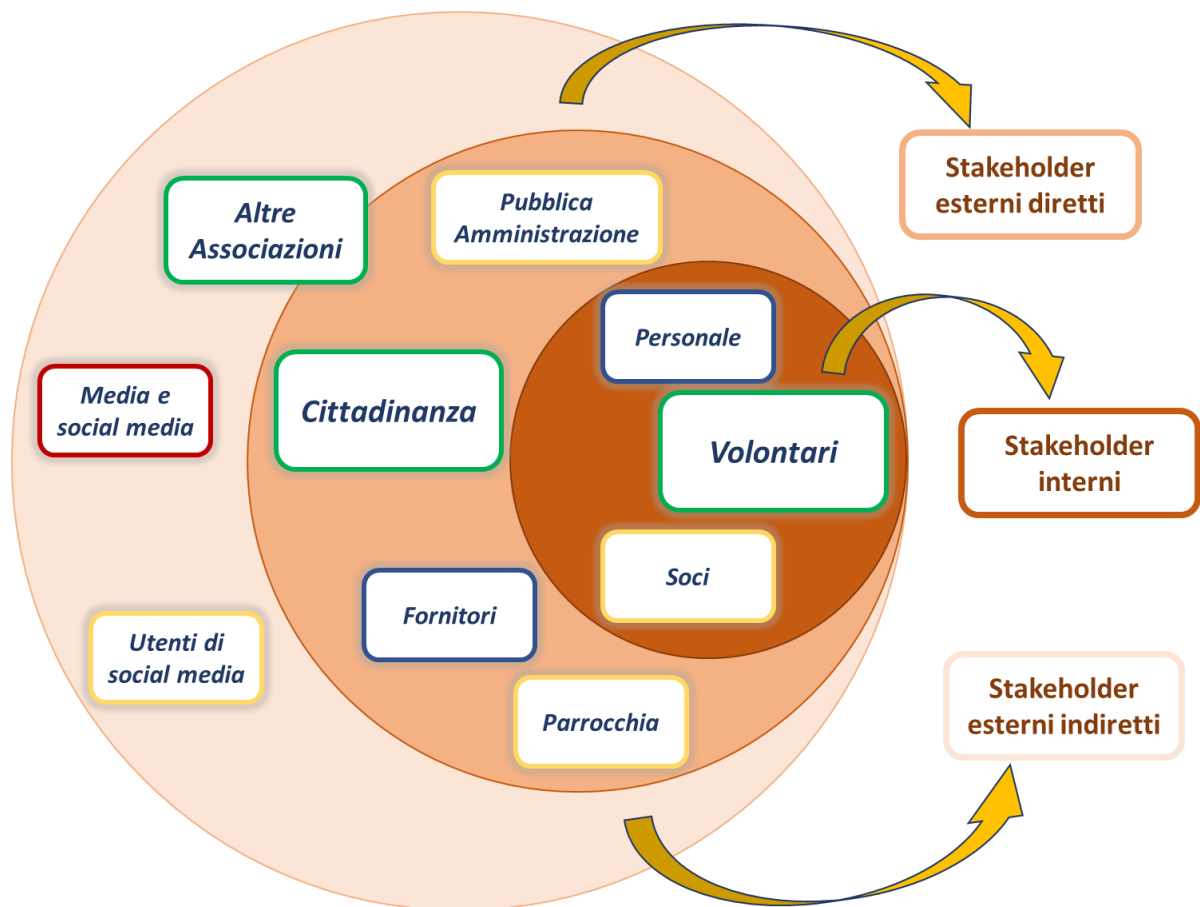 Stakeholder
esterni diretti
Altre
Associazioni
Pubblica
Amministrazione
Personale
Media e
social media
Cittadinanza
Volontari
Stakeholder
interni
Soci
Fornitori
Utenti di
social media
Parrocchia
Stakeholder
esterni indiretti